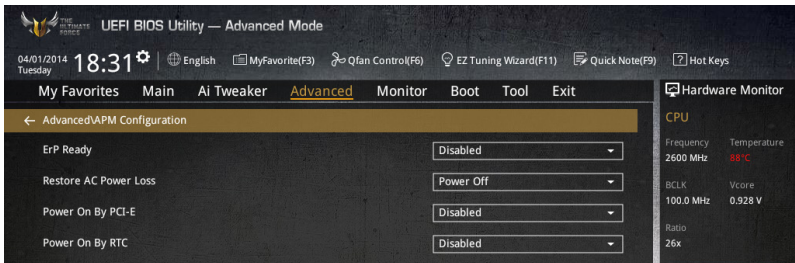 THE ULTIMATE FORCE
UEFI BIOS Utility — Advanced Mode
04/01/2014 Tuesday 18:31
English MyFavorite(F3) Qfan Control(F6) EZ Tuning Wizard(F11) Quick Note(F9) ? Hot Keys
My Favorites Main Ai Tweaker Advanced Monitor Boot Tool Exit
Hardware Monitor
← Advanced\APM Configuration
ErP Ready Disabled
Restore AC Power Loss Power Off
Power On By PCI-E Disabled
Power On By RTC Disabled
CPU
Frequency Temperature
2600 MHz 88°C
BCLK Vcore
100.0 MHz 0.928 V
Ratio
26x